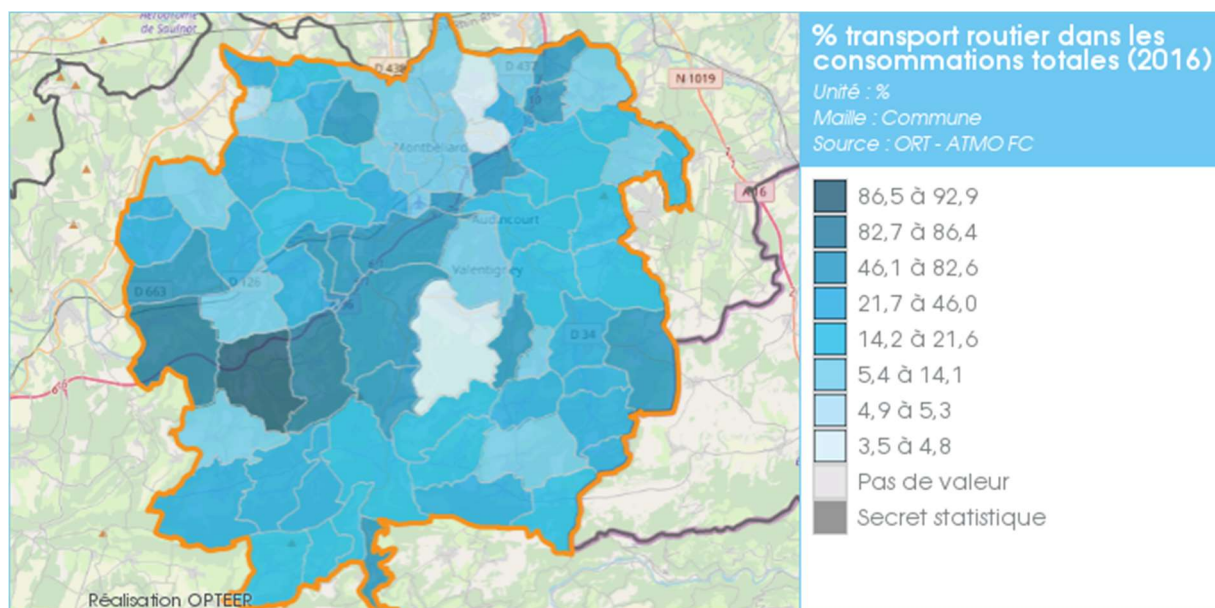 Aérodrome
de Saulnot
D 438
D 437
N 1019
Montbéliard
A 16
Audincourt
Valentigney
D 663
D 126
D 34
Réalisation OPTEER
% transport routier dans les
consommations totales (2016)
Unité : %
Maille : Commune
Source : ORT - ATMO FC
86,5 à 92,9
82,7 à 86,4
46,1 à 82,6
21,7 à 46,0
14,2 à 21,6
5,4 à 14,1
4,9 à 5,3
3,5 à 4,8
Pas de valeur
Secret statistique